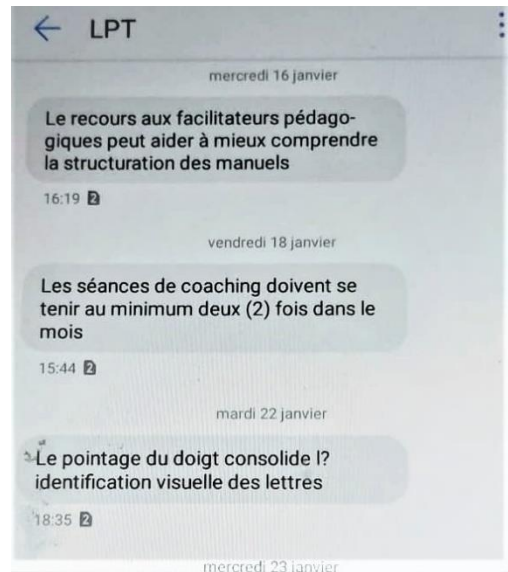 LPT
mercredi 16 janvier
Le recours aux facilitateurs pédago-
giques peut aider à mieux comprendre
la structuration des manuels
16:19 2
vendredi 18 janvier
Les séances de coaching doivent se
tenir au minimum deux (2) fois dans le
mois
15:44 2
mardi 22 janvier
Le pointage du doigt consolide l?
identification visuelle des lettres
18:35 2
mercredi 23 janvier